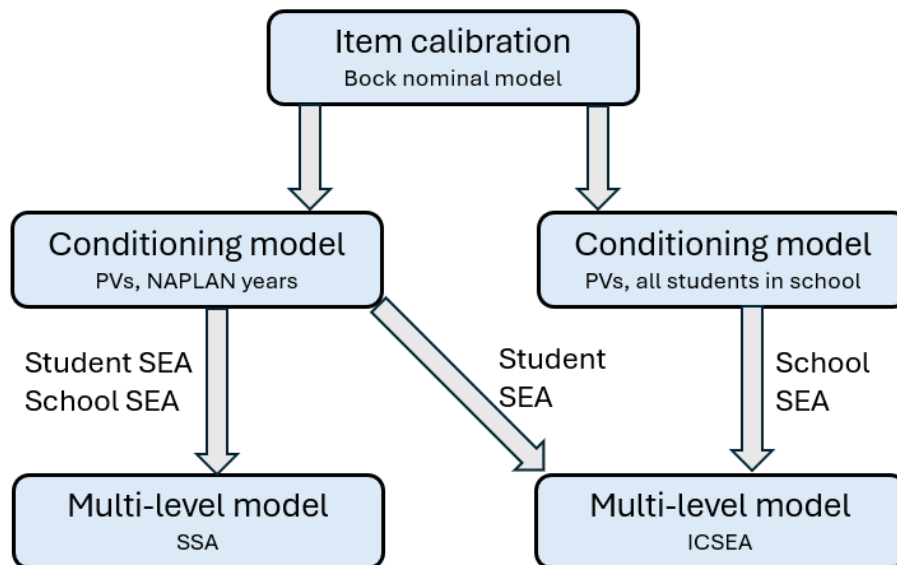 Item calibration
Bock nominal model
Conditioning model
PVs, NAPLAN years
Conditioning model
PVs, all students in school
Student SEA
School SEA
Student
SEA
School
SEA
Multi-level model
SSA
Multi-level model
ICSEA